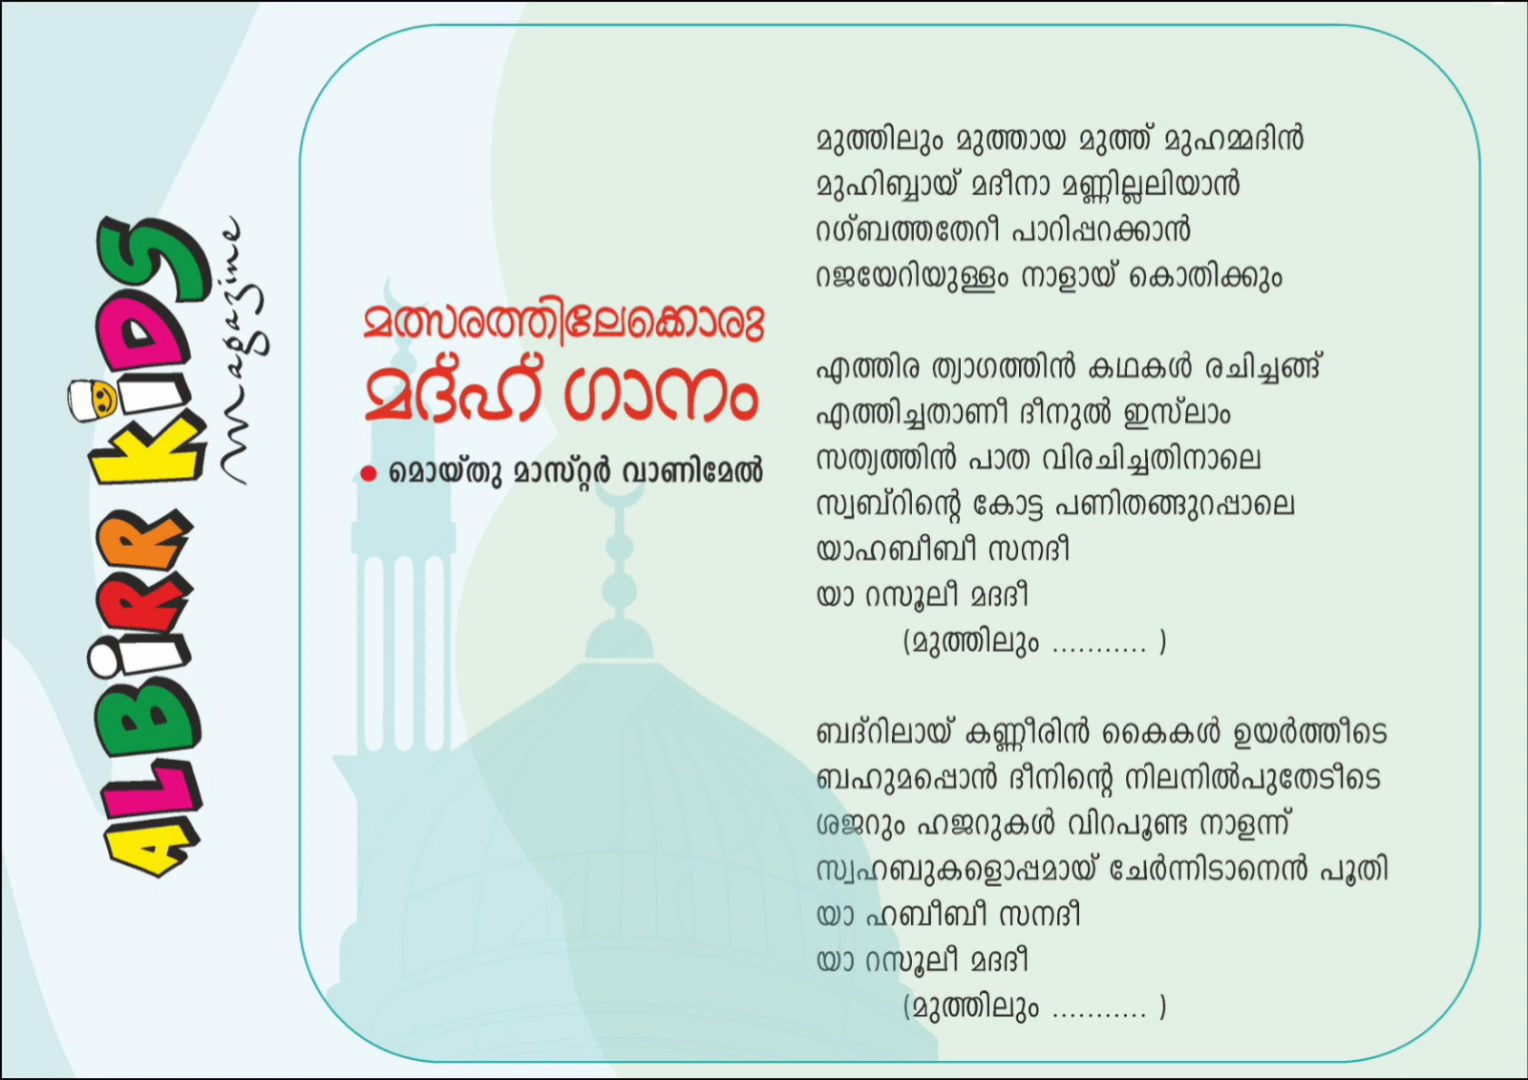 ALBIRR KIDS
magazine
മത്സരത്തിലേക്കൊരു
മദ്ഹ് ഗാനം
മൊയ്തു മാസ്റ്റർ വാണിമേൽ
മുത്തിലും മുത്തായ മുത്ത് മുഹമ്മദിൻ
മുഹിബ്ബായ് മദീനാ മണ്ണില്ലലിയാൻ
റഗ്ബത്തതേറീ പാറിപ്പറക്കാൻ
റജയേറിയുള്ളം നാളായ് കൊതിക്കും
എത്തിര ത്യാഗത്തിൻ കഥകൾ രചിച്ചങ്ങ്
എത്തിച്ചതാണീ ദീനുൽ ഇസ്‌ലാം
സത്യത്തിൻ പാത വിരചിച്ചതിനാലെ
സ്വബ്റിന്റെ കോട്ട പണിതങ്ങുറപ്പാലെ
യാഹബീബീ സനദീ
യാ റസൂലീ മദദീ
(മുത്തിലും ........... )
ബദ്റിലായ് കണ്ണീരിൻ കൈകൾ ഉയർത്തീടെ
ബഹുമപ്പൊൻ ദീനിന്റെ നിലനിൽപുതേടീടെ
ശജറും ഹജറുകൾ വിറപൂണ്ട നാളന്ന്
സ്വഹബുകളൊപ്പമായ് ചേർന്നിടാനെൻ പൂതി
യാ ഹബീബീ സനദീ
യാ റസൂലീ മദദീ
(മുത്തിലും ........... )